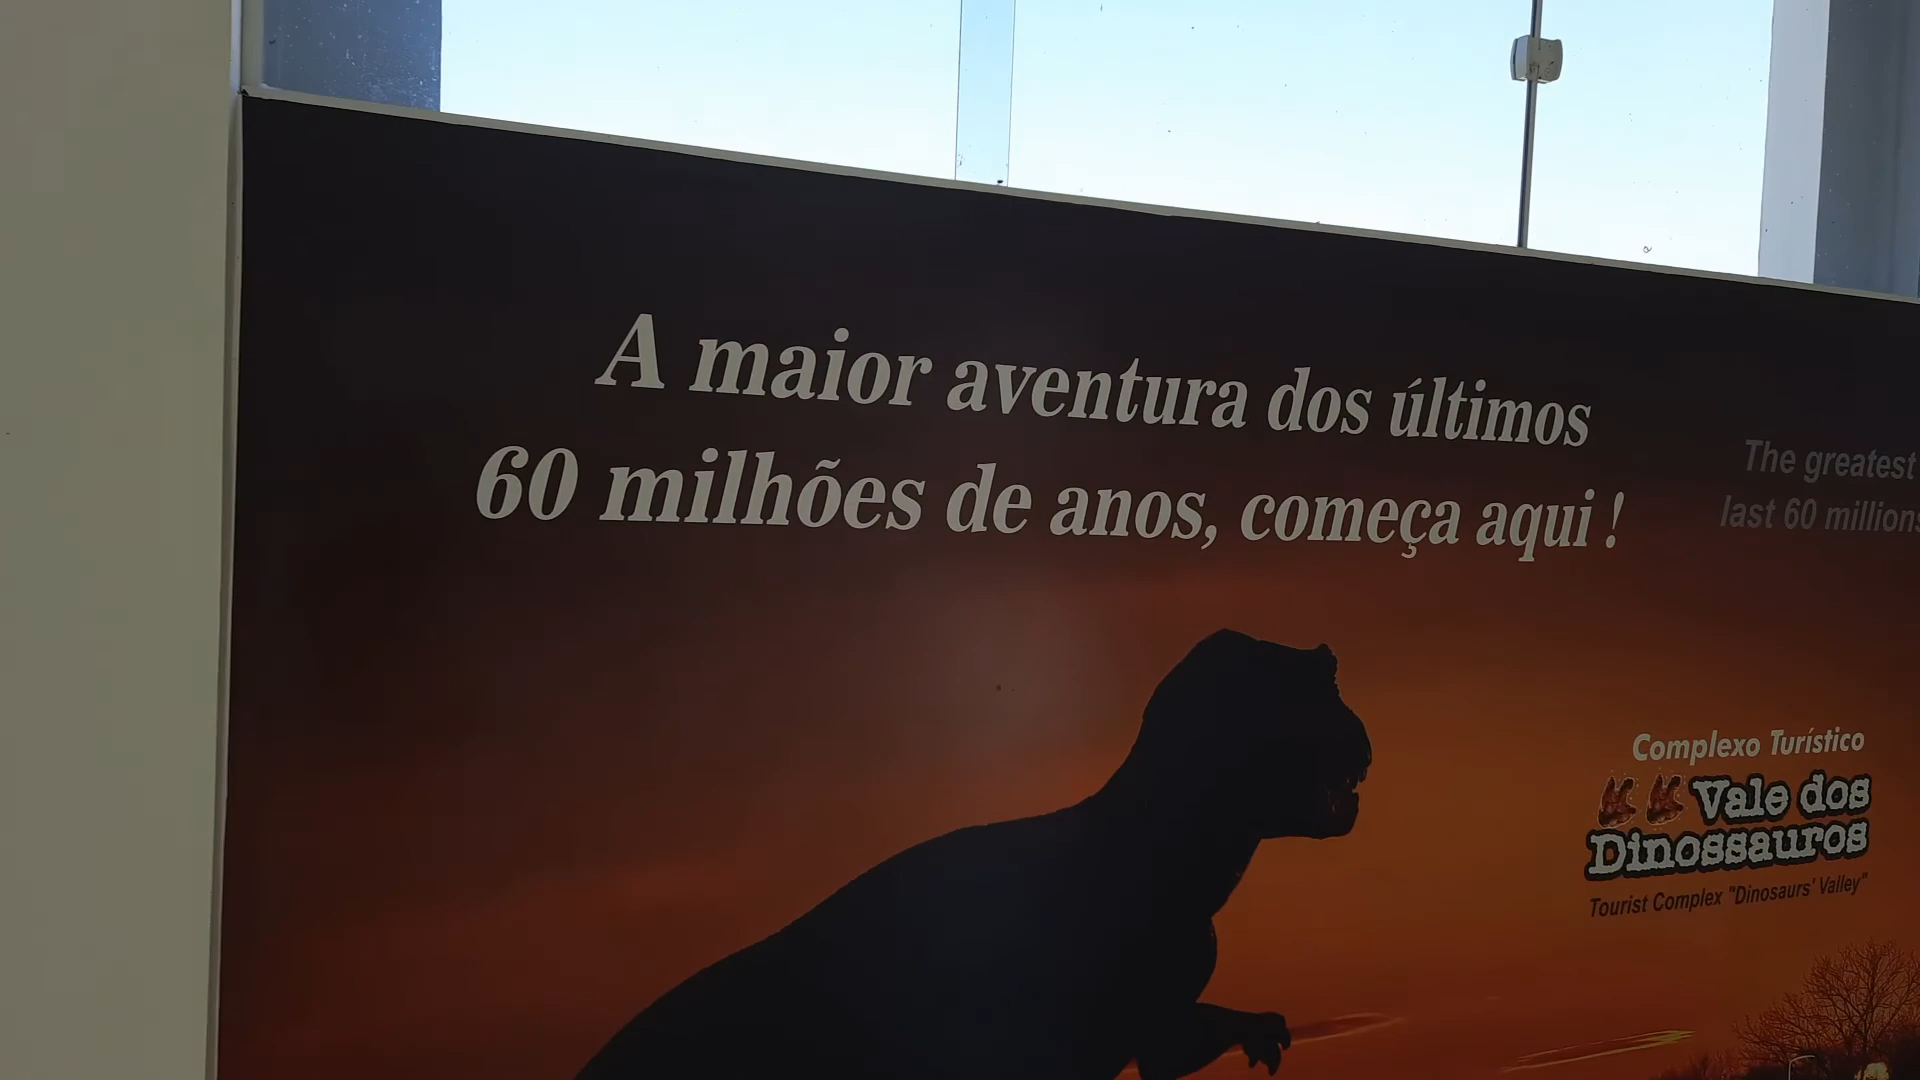 A maior aventura dos últimos
60 milhões de anos, começa aqui !
The greatest
last 60 millions
Complexo Turístico
Vale dos
Dinossauros
Tourist Complex "Dinosaurs' Valley"